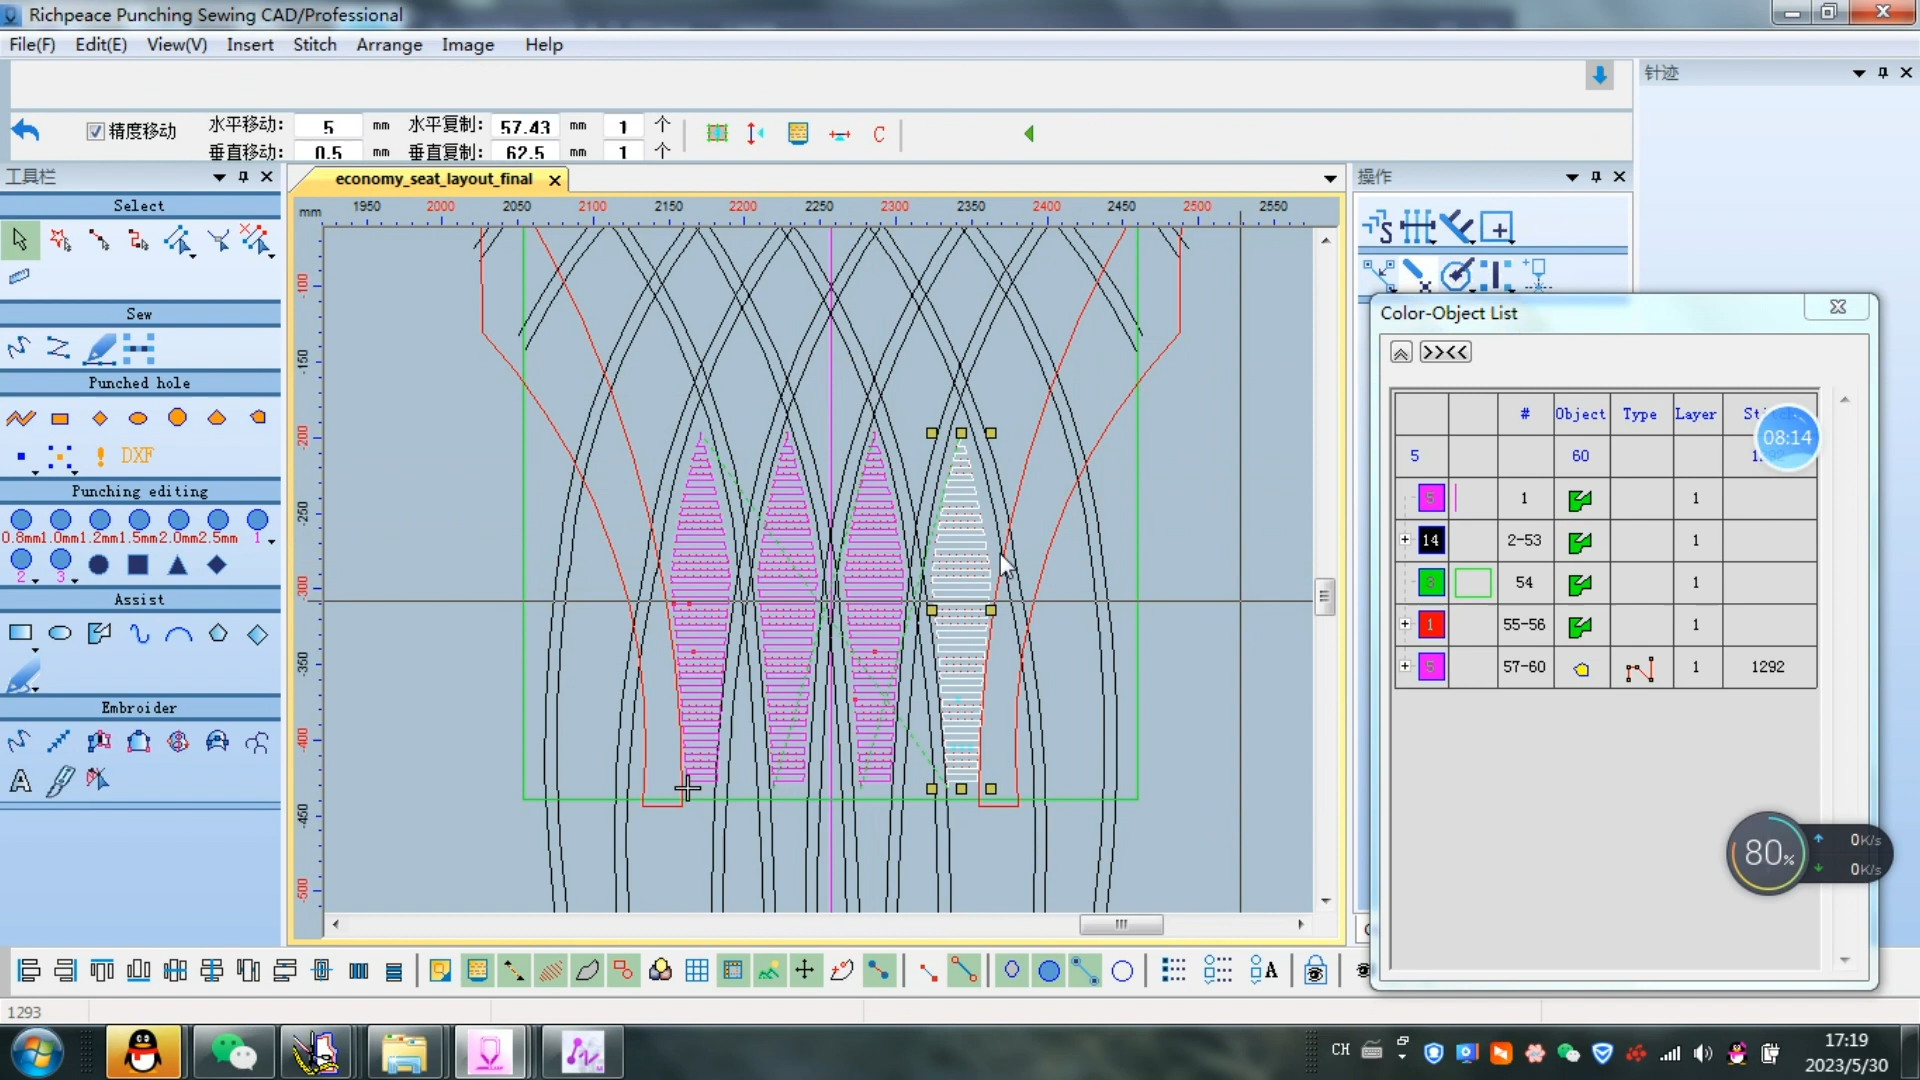 Richpeace Punching Sewing CAD/Professional
File(F) Edit(E) View(V) Insert Stitch Arrange Image Help
针迹
精度移动 水平移动: 5 mm 水平复制: 57.43 mm 1 个
垂直移动: 0.5 mm 垂直复制: 62.5 mm 1 个
C
工具栏
economy_seat_layout_final
操作
Select
mm 1950 2000 2050 2100 2150 2200 2250 2300 2350 2400 2450 2500 2550
-100
-150
-200
-250
-300
-350
-400
-450
-500
Sew
Punched hole
DXF
Punching editing
0.8mm 1.0mm 1.2mm 1.5mm 2.0mm 2.5mm 1
2 3
Assist
Embroider
A
S
Color-Object List
>><<
# Object Type Layer
08:14
5 60
5 1 1
14 2-53 1
54 1
1 55-56 1
5 57-60 1 1292
80%
0K/s
0K/s
A
1293
CH
17:19
2023/5/30